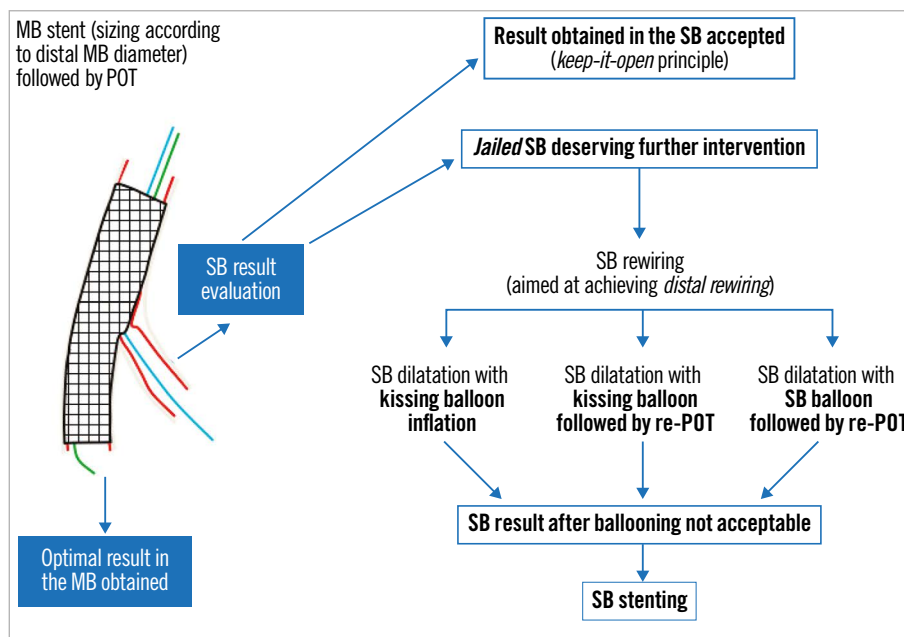 MB stent (sizing according
to distal MB diameter)
followed by POT
Result obtained in the SB accepted
(keep-it-open principle)
Jailed SB deserving further intervention
SB result
evaluation
SB rewiring
(aimed at achieving distal rewiring)
SB dilatation with
kissing balloon
inflation
SB dilatation with
kissing balloon
followed by re-POT
SB dilatation with
SB balloon
followed by re-POT
SB result after ballooning not acceptable
Optimal result in
the MB obtained
SB stenting